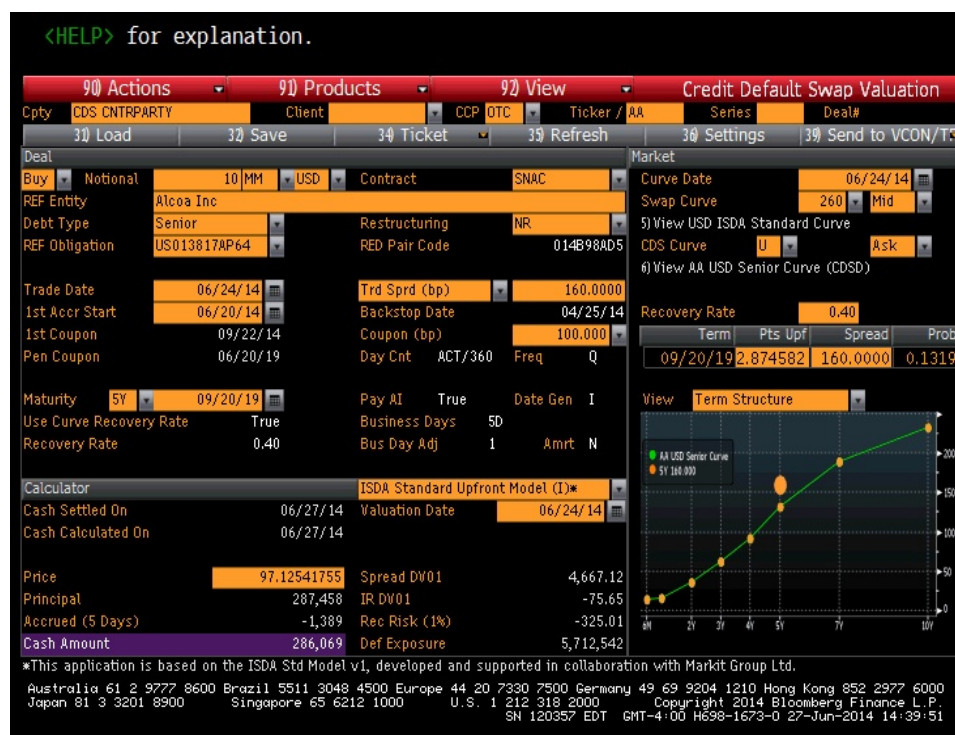 <HELP> for explanation.
90) Actions 91) Products 92) View Credit Default Swap Valuation
Cpty CDS CNTRPARTY Client CCP OTC Ticker / AA Series Deal#
31) Load 32) Save 34) Ticket 35) Refresh 36) Settings 39) Send to VCON/T
Deal Market
Buy Notional 10 MM USD Contract SNAC Curve Date 06/24/14
REF Entity Alcoa Inc Swap Curve 260 Mid
Debt Type Senior Restructuring NR 5) View USD ISDA Standard Curve
REF Obligation US013817AP64 RED Pair Code 014B98AD5 CDS Curve U Ask
6) View AA USD Senior Curve (CDSD)
Trade Date 06/24/14 Trd Sprd (bp) 160.0000
1st Accr Start 06/20/14 Backstop Date 04/25/14 Recovery Rate 0.40
1st Coupon 09/22/14 Coupon (bp) 100.000 Term Pts Upf Spread Prob
Pen Coupon 06/20/19 Day Cnt ACT/360 Freq Q 09/20/19 2.874582 160.0000 0.1319
Maturity 5Y 09/20/19 Pay AI True Date Gen I View Term Structure
Use Curve Recovery Rate True Business Days 5D
Recovery Rate 0.40 Bus Day Adj 1 Amrt N
AA USD Senior Curve
5Y 160.000
200
150
100
50
0
6M 2Y 3Y 4Y 5Y 7Y 10Y
Calculator ISDA Standard Upfront Model (I)*
Cash Settled On 06/27/14 Valuation Date 06/24/14
Cash Calculated On 06/27/14
Price 97.12541755 Spread DV01 4,667.12
Principal 287,458 IR DV01 -75.65
Accrued (5 Days) -1,389 Rec Risk (1%) -325.01
Cash Amount 286,069 Def Exposure 5,712,542
*This application is based on the ISDA Std Model v1, developed and supported in collaboration with Markit Group Ltd.
Australia 61 2 9777 8600 Brazil 5511 3048 4500 Europe 44 20 7330 7500 Germany 49 69 9204 1210 Hong Kong 852 2977 6000
Japan 81 3 3201 8900 Singapore 65 6212 1000 U.S. 1 212 318 2000 Copyright 2014 Bloomberg Finance L.P.
SN 120357 EDT GMT-4:00 H698-1673-0 27-Jun-2014 14:39:51